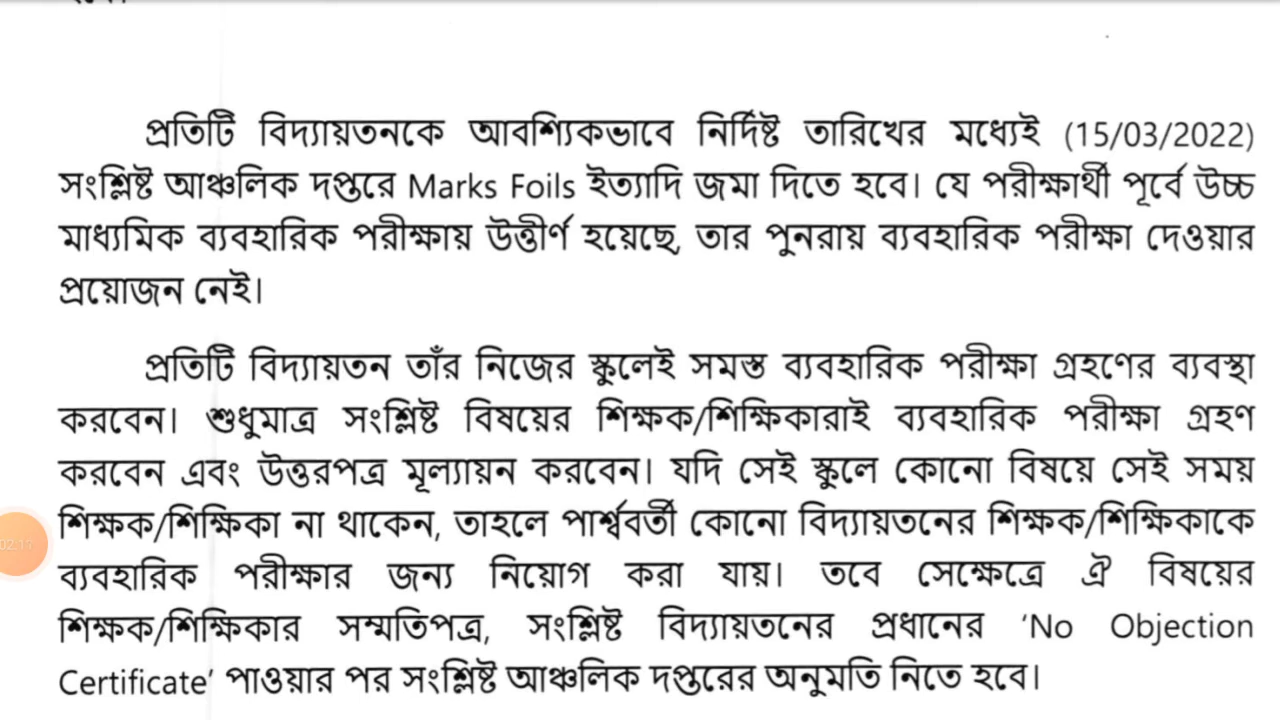 প্রতিটি বিদ্যায়তনকে আবশ্যিকভাবে নির্দিষ্ট তারিখের মধ্যেই (15/03/2022)
সংশ্লিষ্ট আঞ্চলিক দপ্তরে Marks Foils ইত্যাদি জমা দিতে হবে। যে পরীক্ষার্থী পূর্বে উচ্চ
মাধ্যমিক ব্যবহারিক পরীক্ষায় উত্তীর্ণ হয়েছে, তার পুনরায় ব্যবহারিক পরীক্ষা দেওয়ার
প্রয়োজন নেই।
প্রতিটি বিদ্যায়তন তাঁর নিজের স্কুলেই সমস্ত ব্যবহারিক পরীক্ষা গ্রহণের ব্যবস্থা
করবেন। শুধুমাত্র সংশ্লিষ্ট বিষয়ের শিক্ষক/শিক্ষিকারাই ব্যবহারিক পরীক্ষা গ্রহণ
করবেন এবং উত্তরপত্র মূল্যায়ন করবেন। যদি সেই স্কুলে কোনো বিষয়ে সেই সময়
শিক্ষক/শিক্ষিকা না থাকেন, তাহলে পার্শ্ববর্তী কোনো বিদ্যায়তনের শিক্ষক/শিক্ষিকাকে
ব্যবহারিক পরীক্ষার জন্য নিয়োগ করা যায়। তবে সেক্ষেত্রে ঐ বিষয়ের
শিক্ষক/শিক্ষিকার সম্মতিপত্র, সংশ্লিষ্ট বিদ্যায়তনের প্রধানের ‘No Objection
Certificate’ পাওয়ার পর সংশ্লিষ্ট আঞ্চলিক দপ্তরের অনুমতি নিতে হবে।